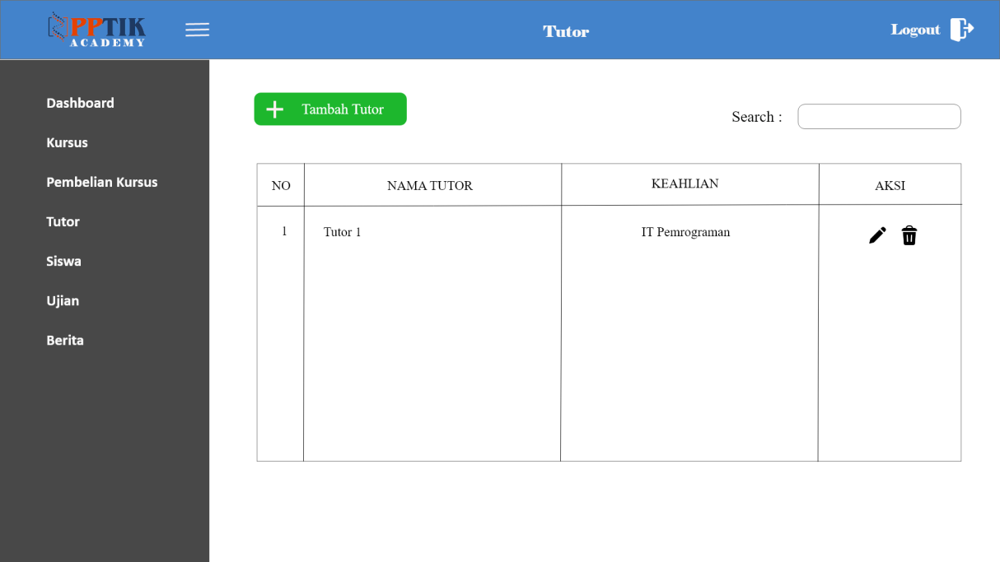 PPTIK
ACADEMY
Tutor
Logout
Dashboard
Kursus
Pembelian Kursus
Tutor
Siswa
Ujian
Berita
Tambah Tutor
Search :
NO NAMA TUTOR KEAHLIAN AKSI
1 Tutor 1 IT Pemrograman